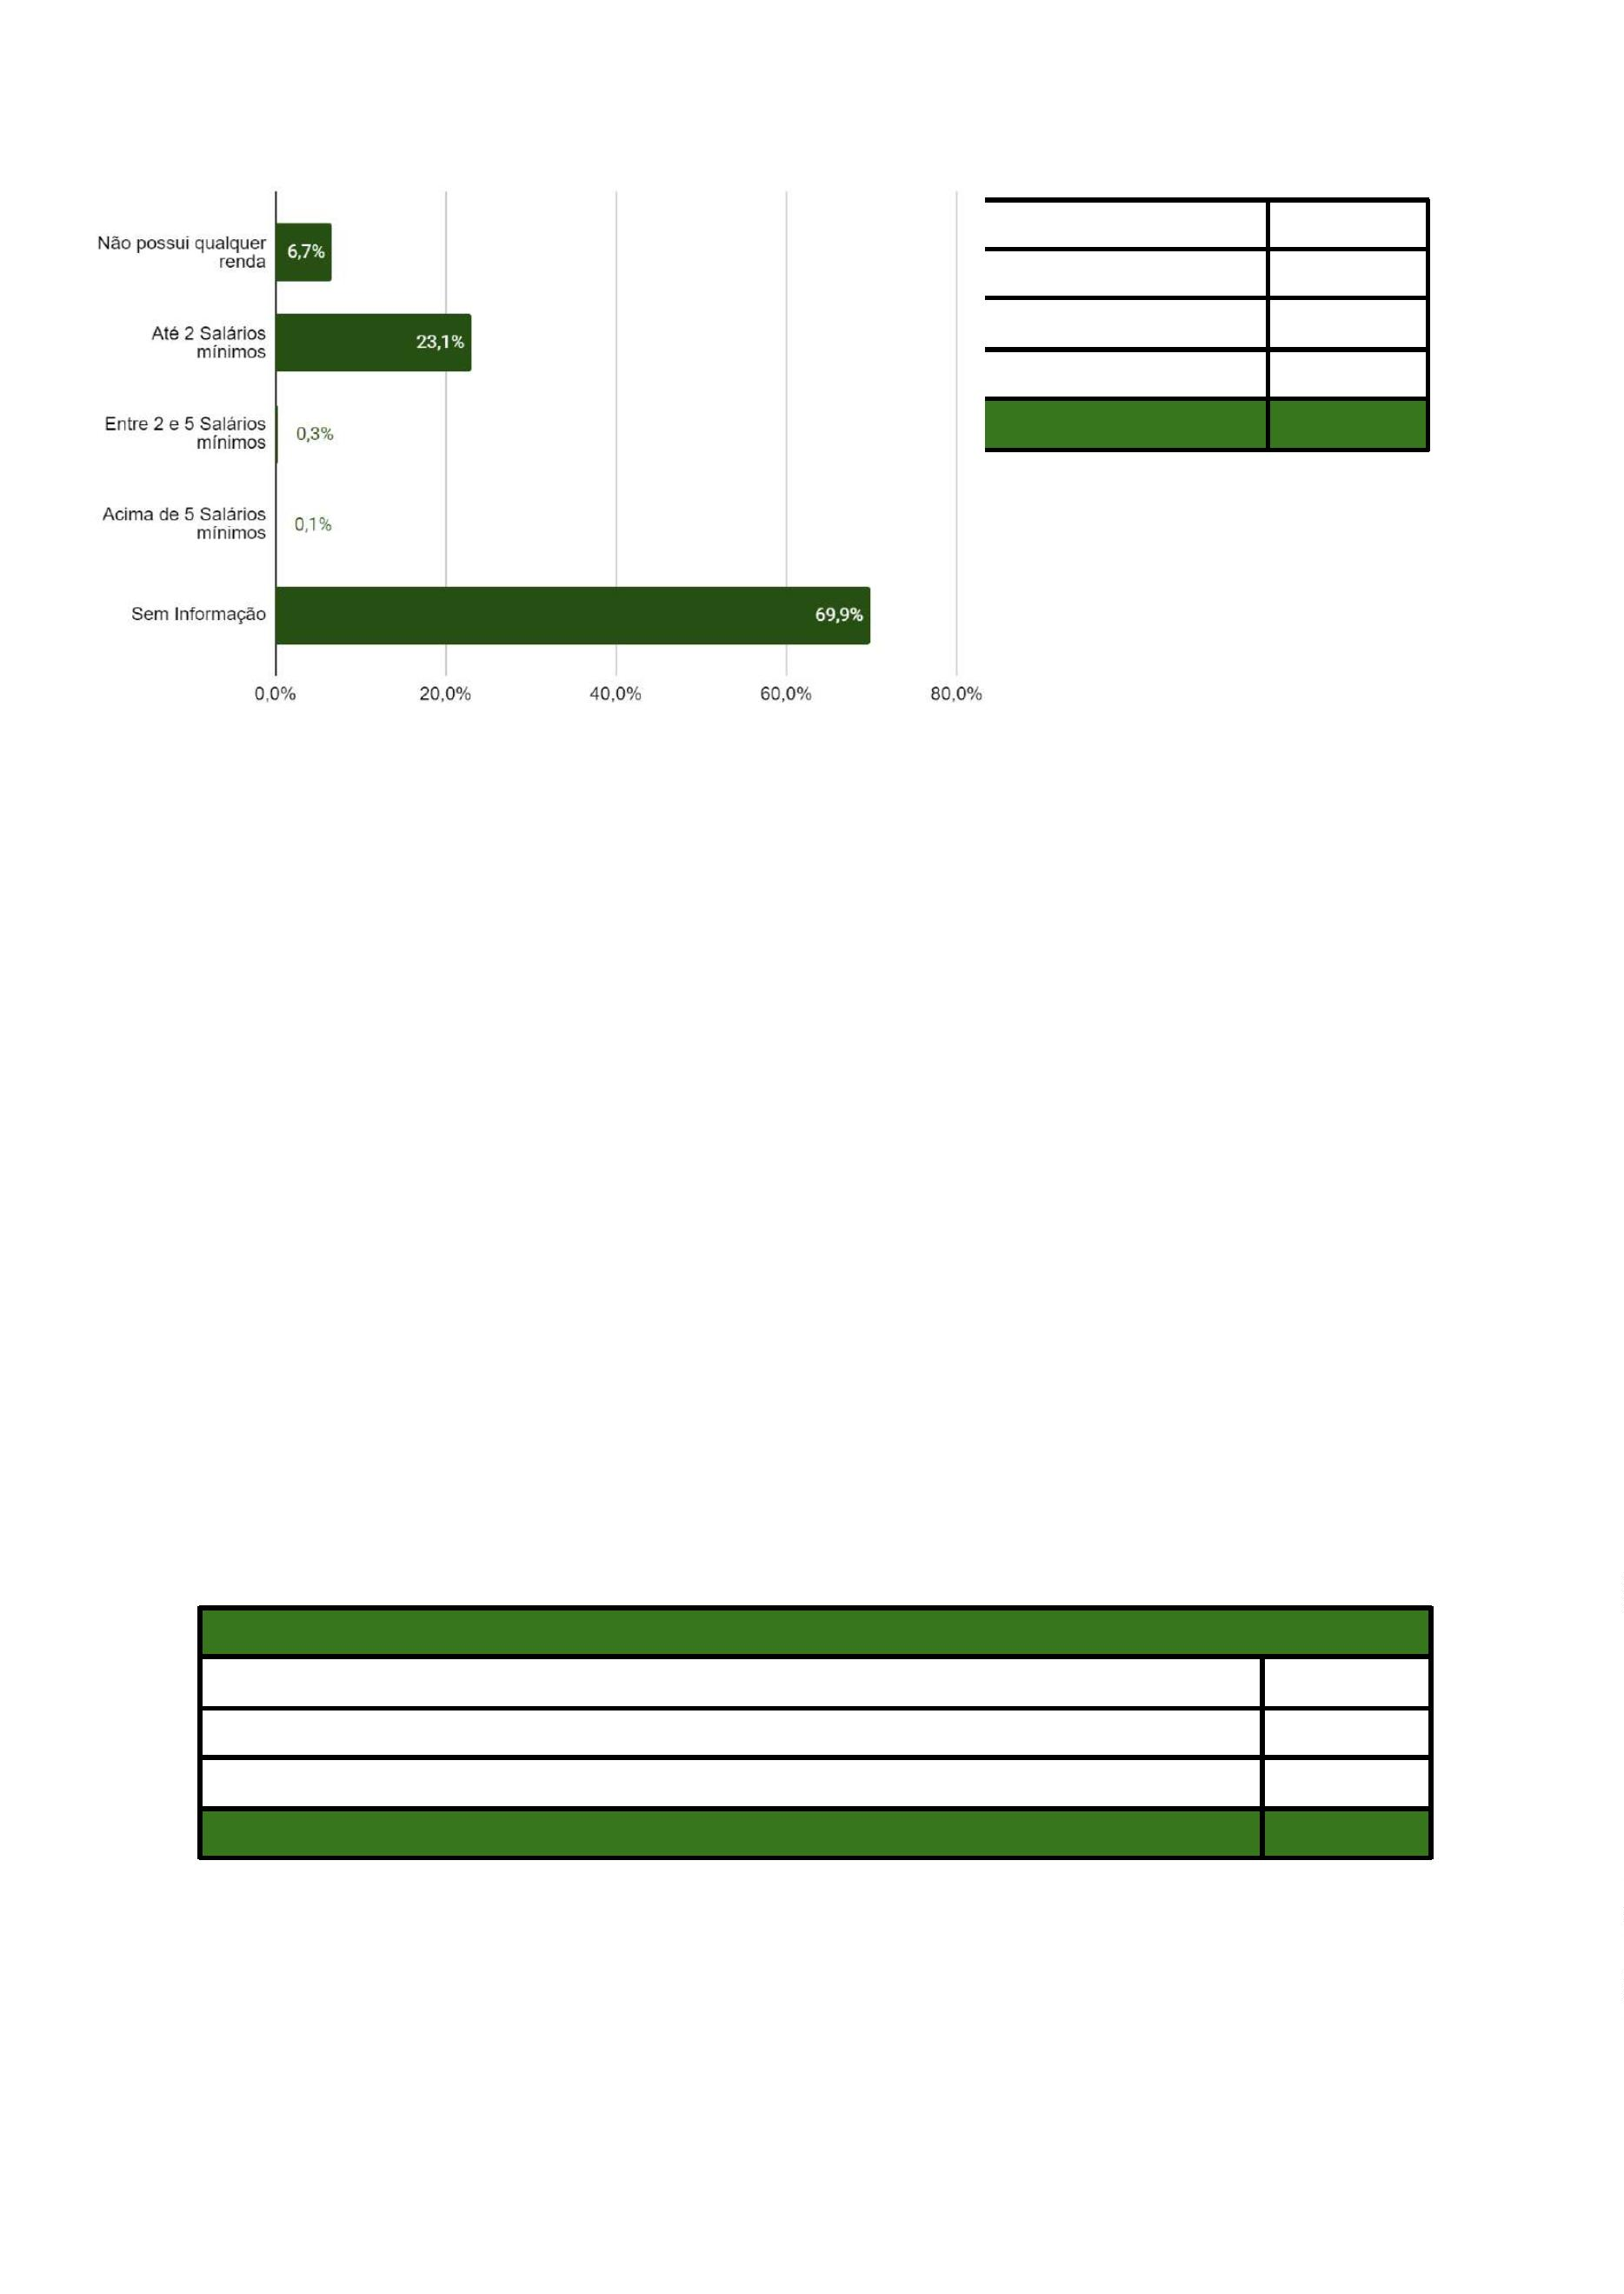 Não possui qualquer
renda
6,7%
Até 2 Salários
mínimos
23,1%
Entre 2 e 5 Salários
mínimos
0,3%
Acima de 5 Salários
mínimos
0,1%
Sem Informação
69,9%
0,0% 20,0% 40,0% 60,0% 80,0%